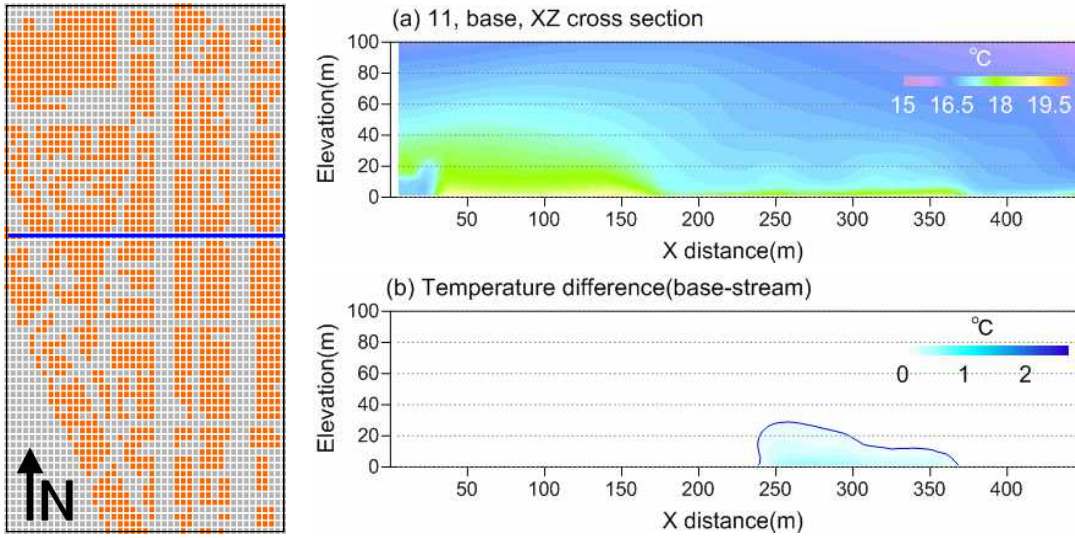 N
(a) 11, base, XZ cross section
100
80
60
40
20
0
Elevation(m)
°C
15 16.5 18 19.5
50 100 150 200 250 300 350 400
X distance(m)
(b) Temperature difference(base-stream)
100
80
60
40
20
0
Elevation(m)
°C
0 1 2
50 100 150 200 250 300 350 400
X distance(m)